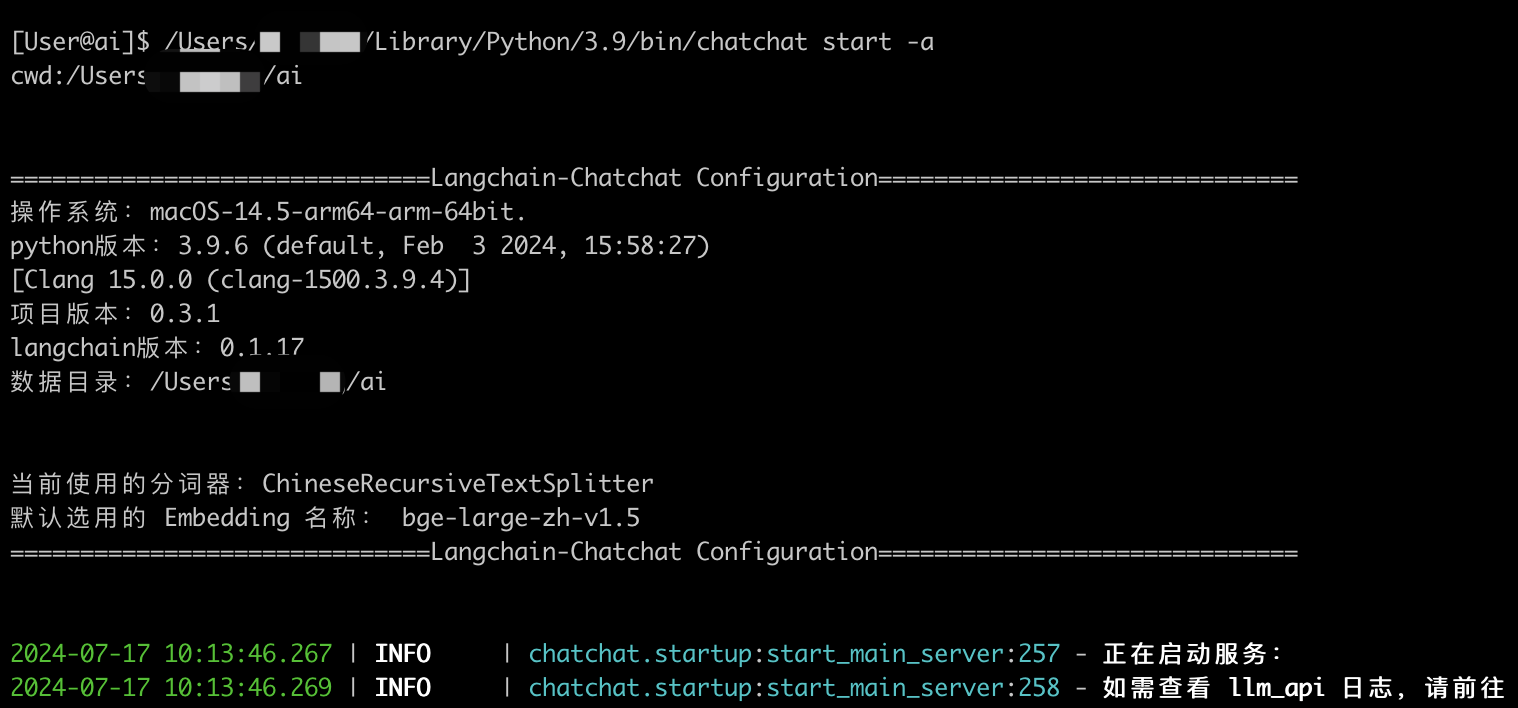 [User@ai]$ /Users/ /Library/Python/3.9/bin/chatchat start -a
cwd:/Users /ai
==============================Langchain-Chatchat Configuration==============================
操作系统：macOS-14.5-arm64-arm-64bit.
python版本：3.9.6 (default, Feb  3 2024, 15:58:27)
[Clang 15.0.0 (clang-1500.3.9.4)]
项目版本：0.3.1
langchain版本：0.1.17
数据目录：/Users /ai
当前使用的分词器：ChineseRecursiveTextSplitter
默认选用的 Embedding 名称： bge-large-zh-v1.5
==============================Langchain-Chatchat Configuration==============================
2024-07-17 10:13:46.267 | INFO     | chatchat.startup:start_main_server:257 - 正在启动服务：
2024-07-17 10:13:46.269 | INFO     | chatchat.startup:start_main_server:258 - 如需查看 llm_api 日志，请前往